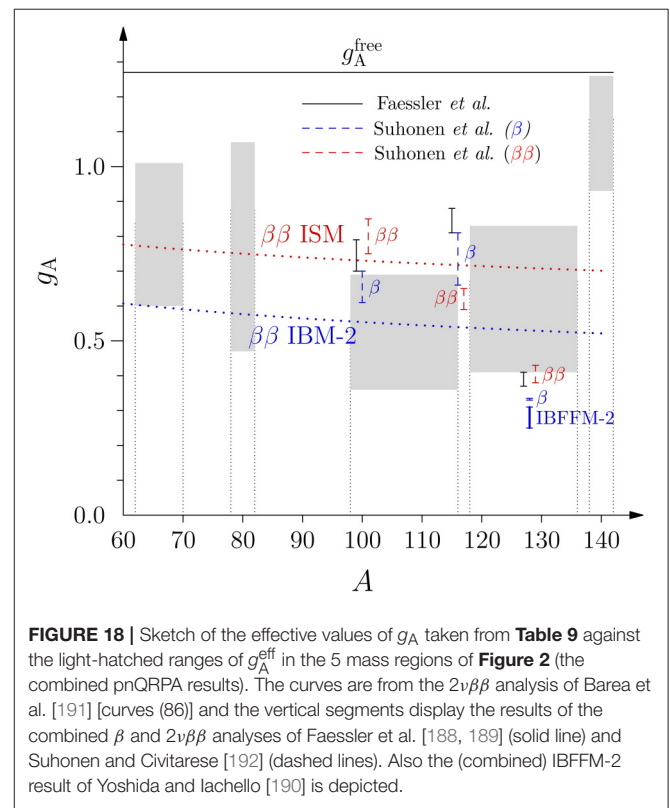 g_A^free
Faessler et al.
Suhonen et al. (β)
Suhonen et al. (ββ)
1.0
0.5
0.0
g_A
ββ ISM
ββ IBM-2
ββ
β
β
ββ
ββ
β
IBFFM-2
60 70 80 90 100 110 120 130 140
A
FIGURE 18 | Sketch of the effective values of g_A taken from Table 9 against
the light-hatched ranges of g_A^eff in the 5 mass regions of Figure 2 (the
combined pnQRPA results). The curves are from the 2νββ analysis of Barea et
al. [191] [curves (86)] and the vertical segments display the results of the
combined β and 2νββ analyses of Faessler et al. [188, 189] (solid line) and
Suhonen and Civitarese [192] (dashed lines). Also the (combined) IBFFM-2
result of Yoshida and Iachello [190] is depicted.